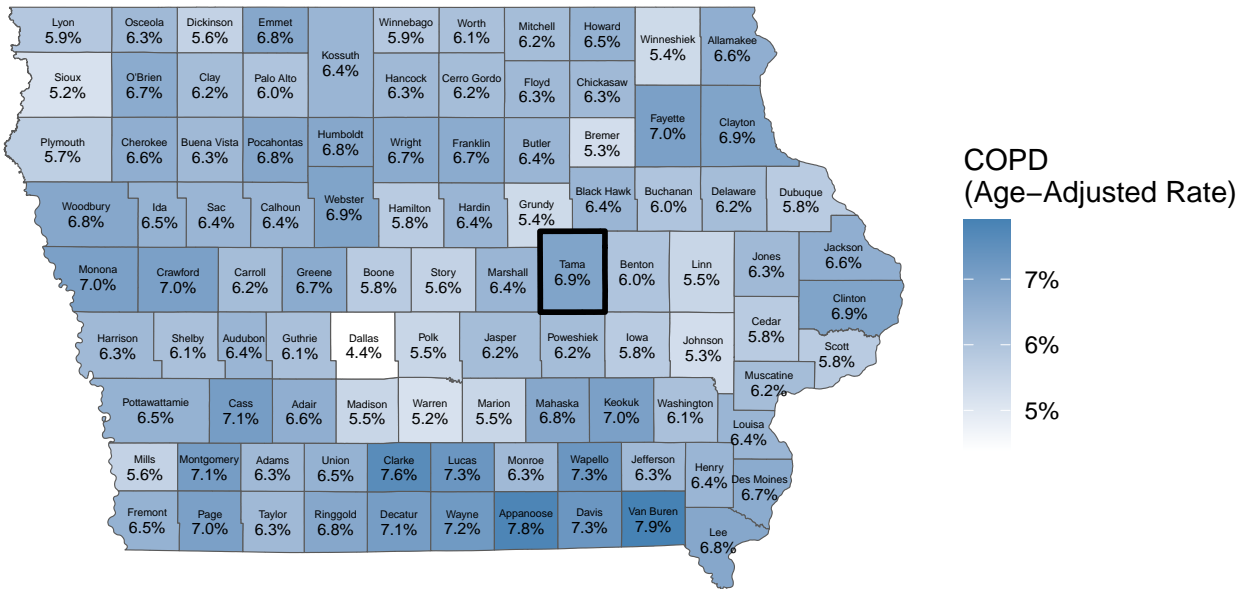 Lyon
5.9%
Osceola
6.3%
Dickinson
5.6%
Emmet
6.8%
Kossuth
6.4%
Winnebago
5.9%
Worth
6.1%
Mitchell
6.2%
Howard
6.5%
Winneshiek
5.4%
Allamakee
6.6%
Sioux
5.2%
O'Brien
6.7%
Clay
6.2%
Palo Alto
6.0%
Hancock
6.3%
Cerro Gordo
6.2%
Floyd
6.3%
Chickasaw
6.3%
Fayette
7.0%
Clayton
6.9%
Plymouth
5.7%
Cherokee
6.6%
Buena Vista
6.3%
Pocahontas
6.8%
Humboldt
6.8%
Wright
6.7%
Franklin
6.7%
Butler
6.4%
Bremer
5.3%
Woodbury
6.8%
Ida
6.5%
Sac
6.4%
Calhoun
6.4%
Webster
6.9%
Hamilton
5.8%
Hardin
6.4%
Grundy
5.4%
Black Hawk
6.4%
Buchanan
6.0%
Delaware
6.2%
Dubuque
5.8%
Monona
7.0%
Crawford
7.0%
Carroll
6.2%
Greene
6.7%
Boone
5.8%
Story
5.6%
Marshall
6.4%
Tama
6.9%
Benton
6.0%
Linn
5.5%
Jones
6.3%
Jackson
6.6%
Clinton
6.9%
Harrison
6.3%
Shelby
6.1%
Audubon
6.4%
Guthrie
6.1%
Dallas
4.4%
Polk
5.5%
Jasper
6.2%
Poweshiek
6.2%
Iowa
5.8%
Johnson
5.3%
Cedar
5.8%
Scott
5.8%
Muscatine
6.2%
Pottawattamie
6.5%
Cass
7.1%
Adair
6.6%
Madison
5.5%
Warren
5.2%
Marion
5.5%
Mahaska
6.8%
Keokuk
7.0%
Washington
6.1%
Louisa
6.4%
Mills
5.6%
Montgomery
7.1%
Adams
6.3%
Union
6.5%
Clarke
7.6%
Lucas
7.3%
Monroe
6.3%
Wapello
7.3%
Jefferson
6.3%
Henry
6.4%
Des Moines
6.7%
Fremont
6.5%
Page
7.0%
Taylor
6.3%
Ringgold
6.8%
Decatur
7.1%
Wayne
7.2%
Appanoose
7.8%
Davis
7.3%
Van Buren
7.9%
Lee
6.8%
COPD
(Age−Adjusted Rate)
7%
6%
5%